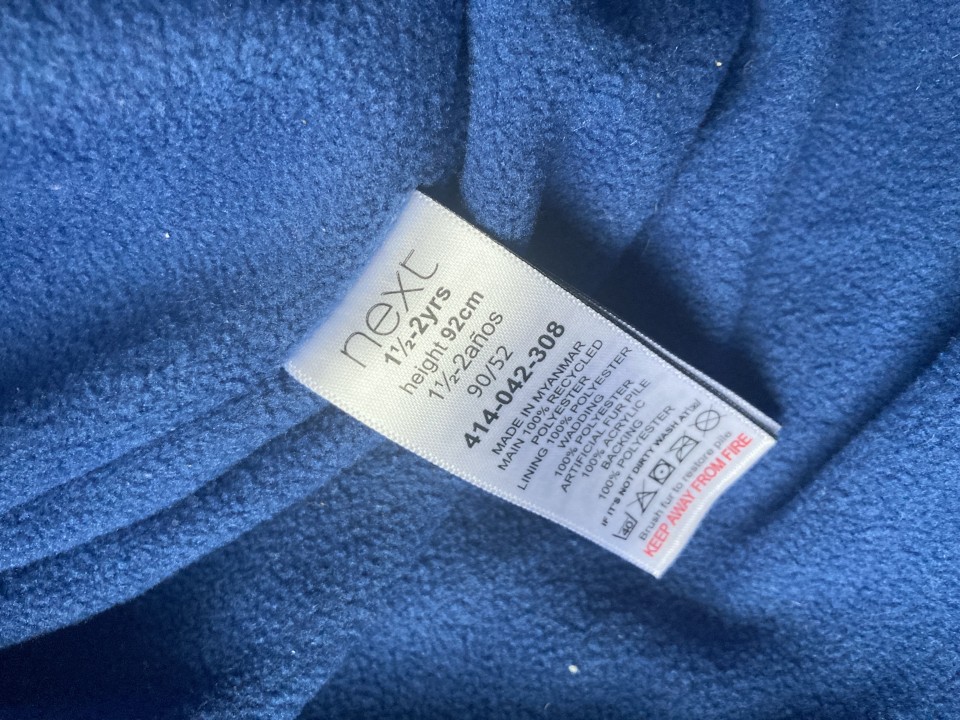 next
1½-2yrs
height 92cm
1½-2años
90/52
414-042-308
MADE IN MYANMAR
MAIN 100% RECYCLED
POLYESTER
LINING 100% POLYESTER
WADDING
100% POLYESTER
ARTIFICIAL FUR PILE
100% ACRYLIC
BACKING
100% POLYESTER
IF IT'S NOT DIRTY WASH AT30
40
Brush fur to restore pile
KEEP AWAY FROM FIRE